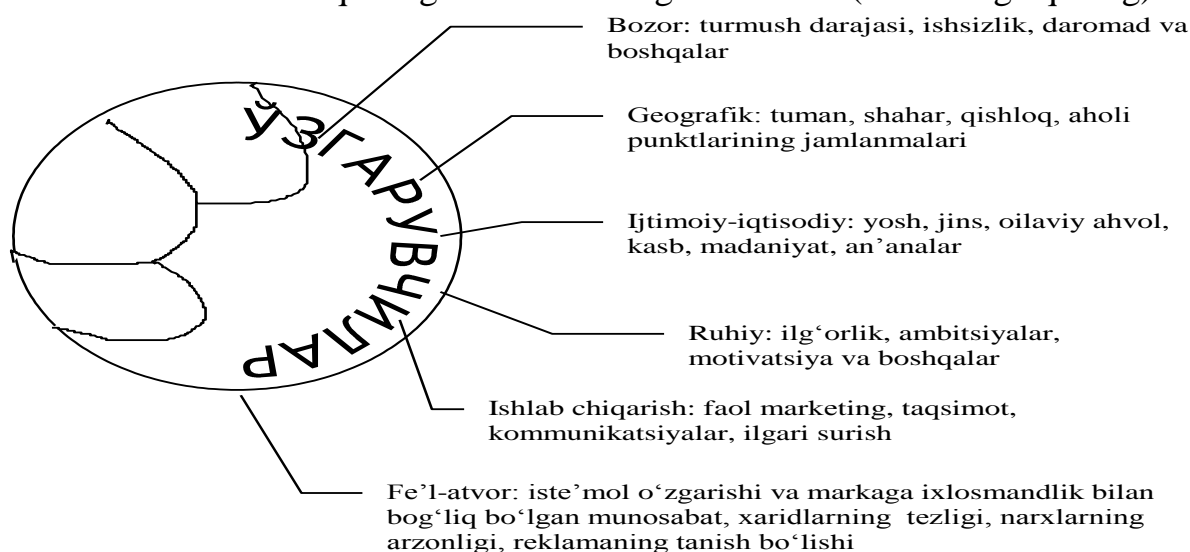 Bozor: turmush darajasi, ishsizlik, daromad va
boshqalar
ЎЗГАРУВЧИЛАР
Geografik: tuman, shahar, qishloq, aholi
punktlarining jamlanmalari
Ijtimoiy-iqtisodiy: yosh, jins, oilaviy ahvol,
kasb, madaniyat, an’analar
Ruhiy: ilg‘orlik, ambitsiyalar,
motivatsiya va boshqalar
Ishlab chiqarish: faol marketing, taqsimot,
kommunikatsiyalar, ilgari surish
Fe’l-atvor: iste’mol o‘zgarishi va markaga ixlosmandlik bilan
bog‘liq bo‘lgan munosabat, xaridlarning tezligi, narxlarning
arzonligi, reklamaning tanish bo‘lishi